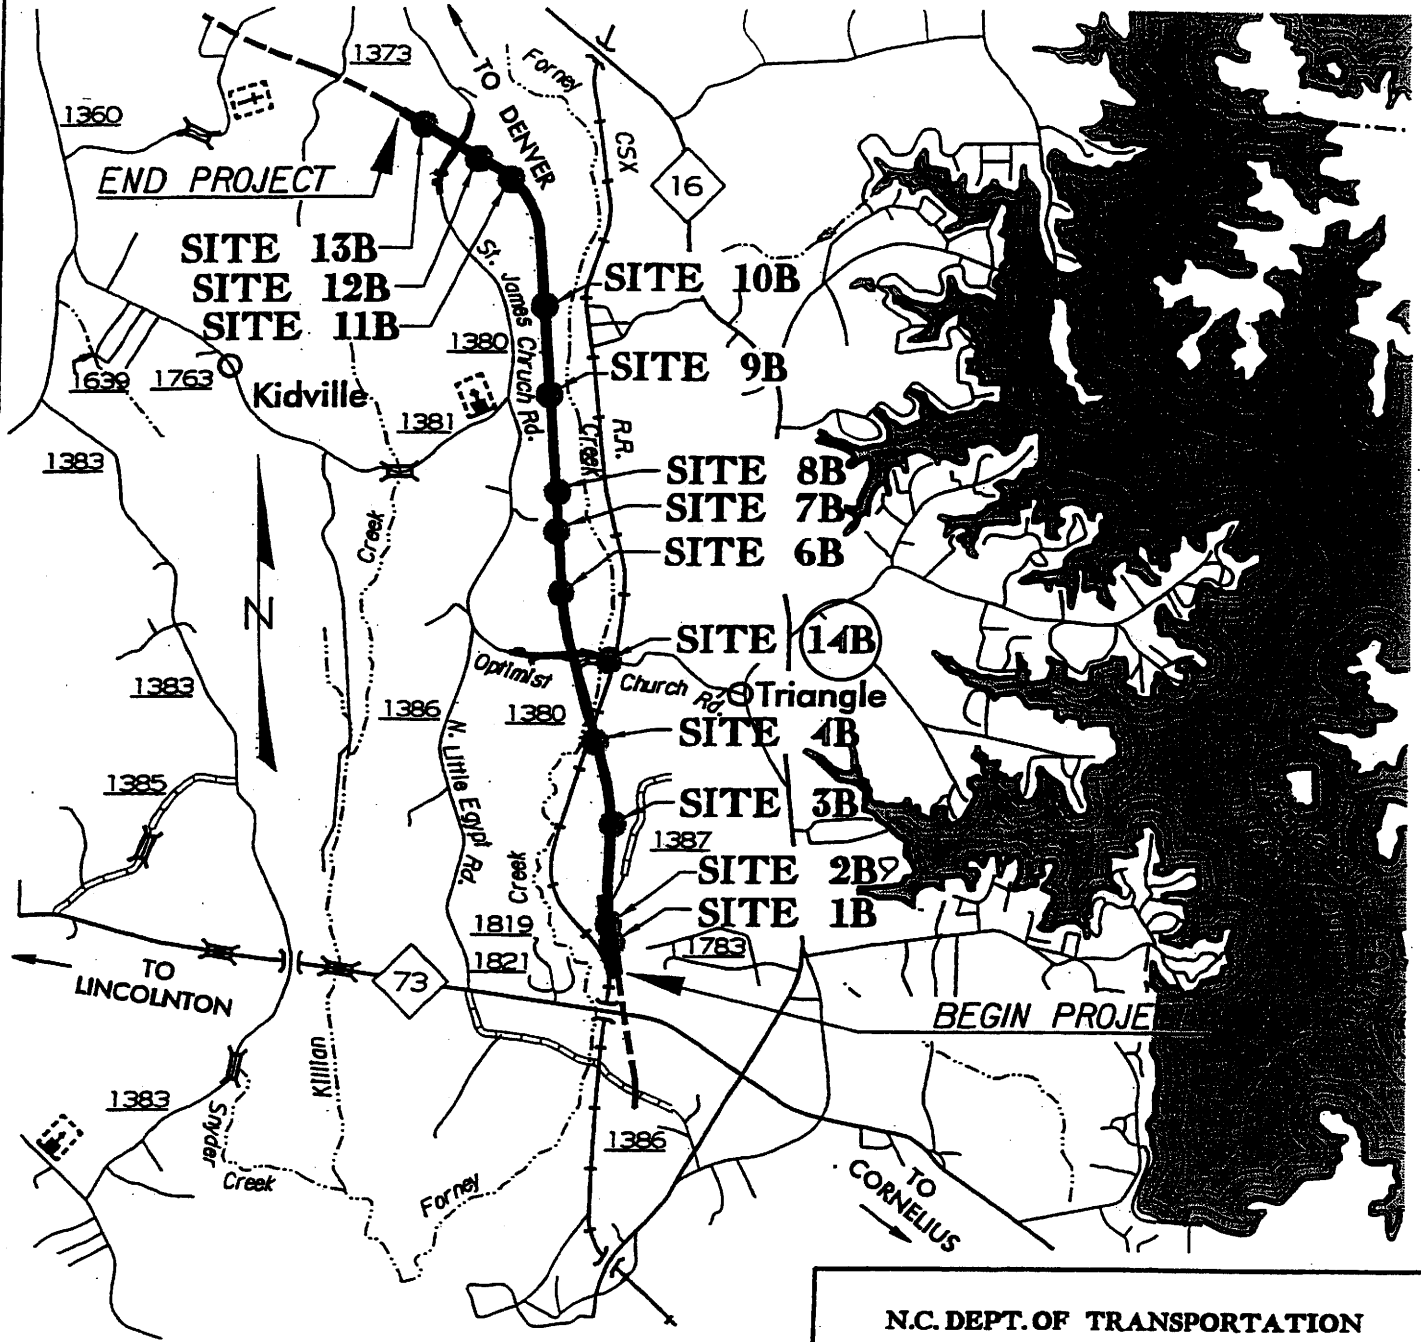 1373
TO DENVER
Forney
1360
CSX
16
END PROJECT
SITE 13B
SITE 12B
SITE 11B
St. James Chruch Rd.
SITE 10B
1380
SITE 9B
1639
1763
Kidville
1381
R.R.
Creek
1383
SITE 8B
SITE 7B
SITE 6B
Creek
N
SITE 14B
Optimist
Church Rd.
Triangle
1383
1386
1380
N. Little Egypt Rd.
SITE 4B
1385
SITE 3B
1387
Creek
SITE 2B
SITE 1B
1819
1783
1821
TO
LINCOLNTON
73
BEGIN PROJE
Killian
1383
Snyder
Creek
1386
Forney
TO
CORNELIUS
N.C. DEPT. OF TRANSPORTATION